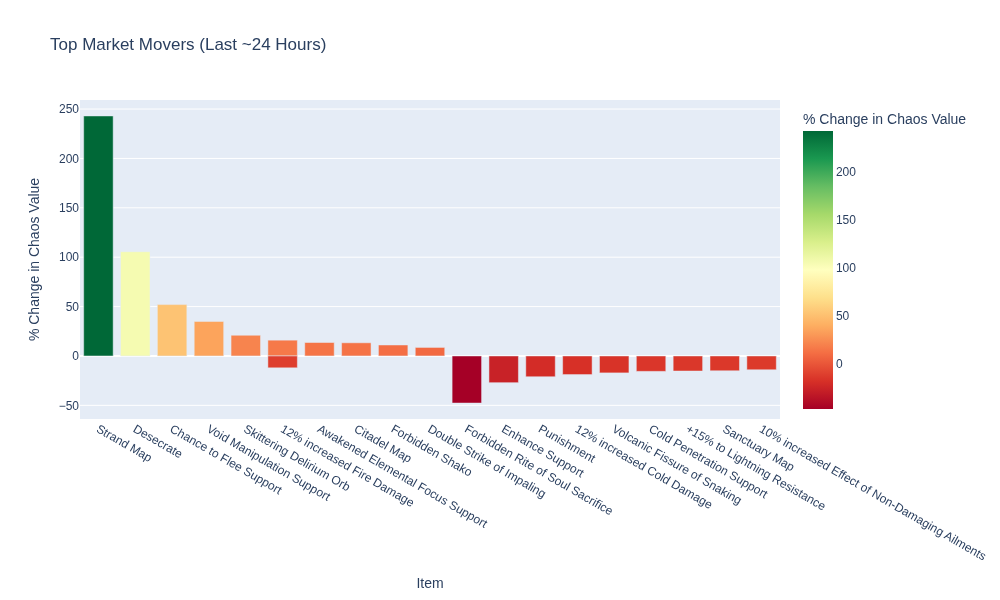 Top Market Movers (Last ~24 Hours)
% Change in Chaos Value
250
200
150
100
50
0
−50
% Change in Chaos Value
200
150
100
50
0
Strand Map
Desecrate
Chance to Flee Support
Void Manipulation Support
Skittering Delirium Orb
12% increased Fire Damage
Awakened Elemental Focus Support
Citadel Map
Forbidden Shako
Double Strike of Impaling
Forbidden Rite of Soul Sacrifice
Enhance Support
Punishment
12% increased Cold Damage
Volcanic Fissure of Snaking
Cold Penetration Support
+15% to Lightning Resistance
Sanctuary Map
10% increased Effect of Non-Damaging Ailments
Item